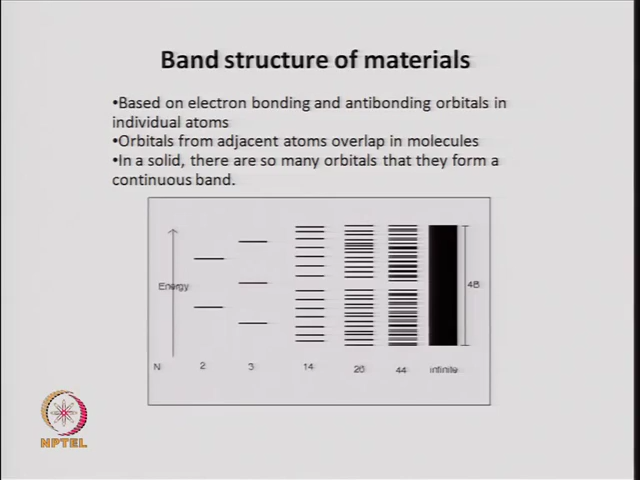 Band structure of materials
•Based on electron bonding and antibonding orbitals in
individual atoms
•Orbitals from adjacent atoms overlap in molecules
•In a solid, there are so many orbitals that they form a
continuous band.
Energy
N 2 3 14 26 44 infinite
NPTEL